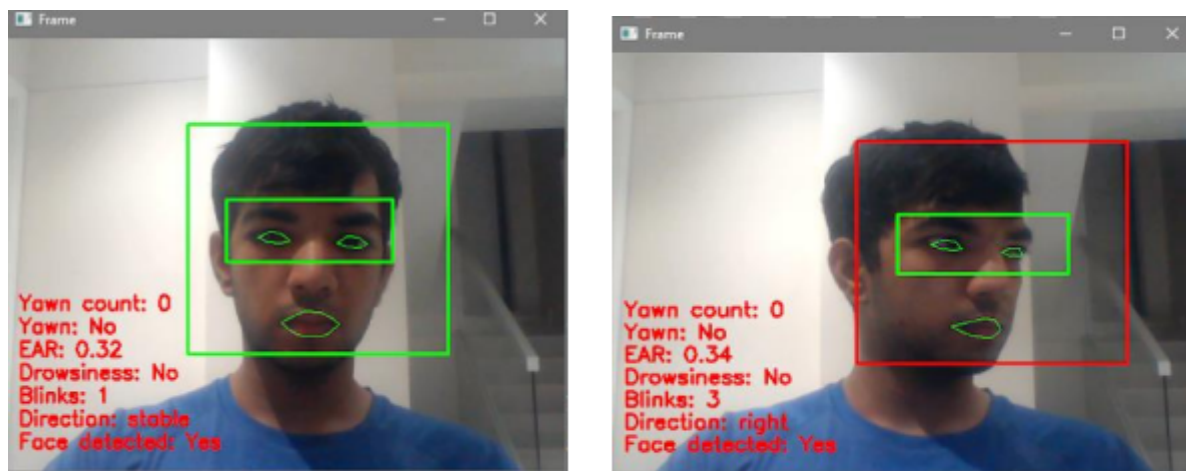 Frame
Yawn count: 0
Yawn: No
EAR: 0.32
Drowsiness: No
Blinks: 1
Direction: stable
Face detected: Yes
Frame
Yawn count: 0
Yawn: No
EAR: 0.34
Drowsiness: No
Blinks: 3
Direction: right
Face detected: Yes